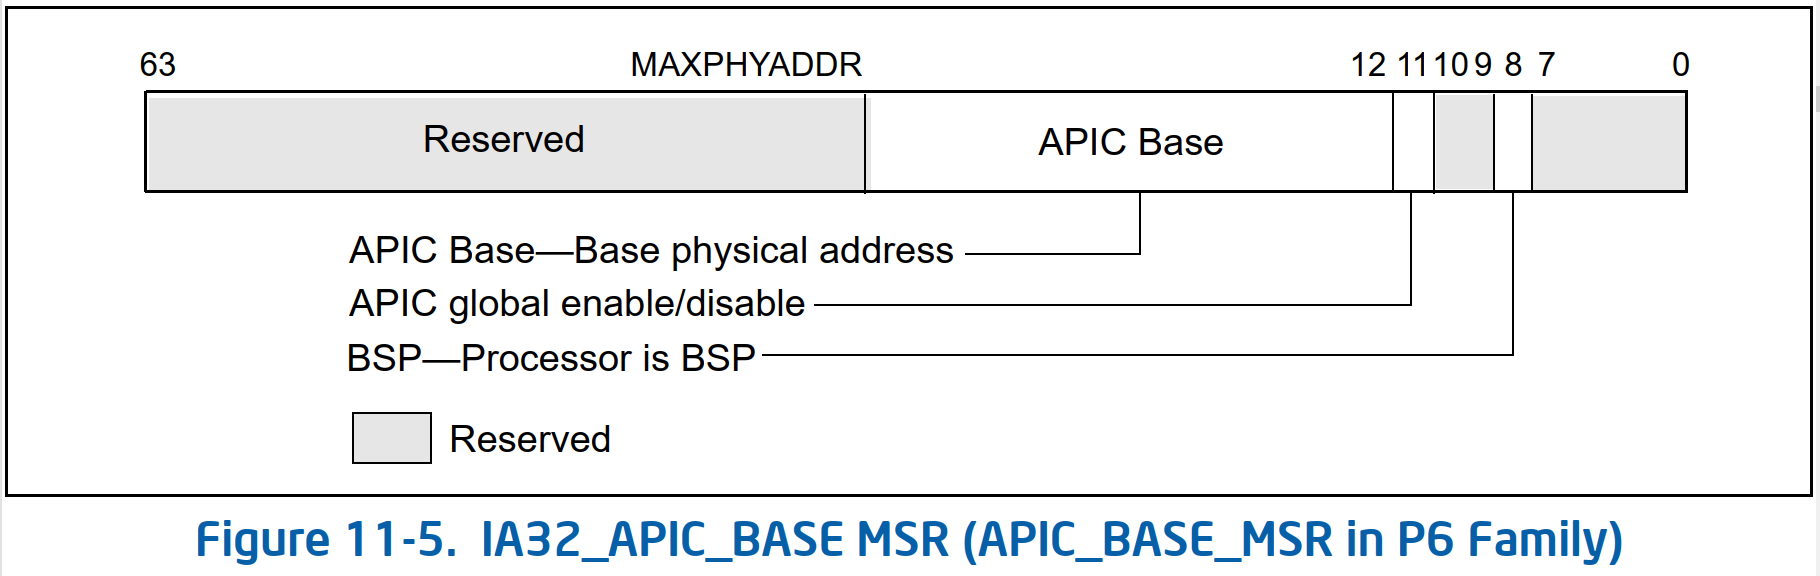 63 MAXPHYADDR 12 11 10 9 8 7 0
Reserved APIC Base
APIC Base—Base physical address
APIC global enable/disable
BSP—Processor is BSP
Reserved
Figure 11-5. IA32_APIC_BASE MSR (APIC_BASE_MSR in P6 Family)